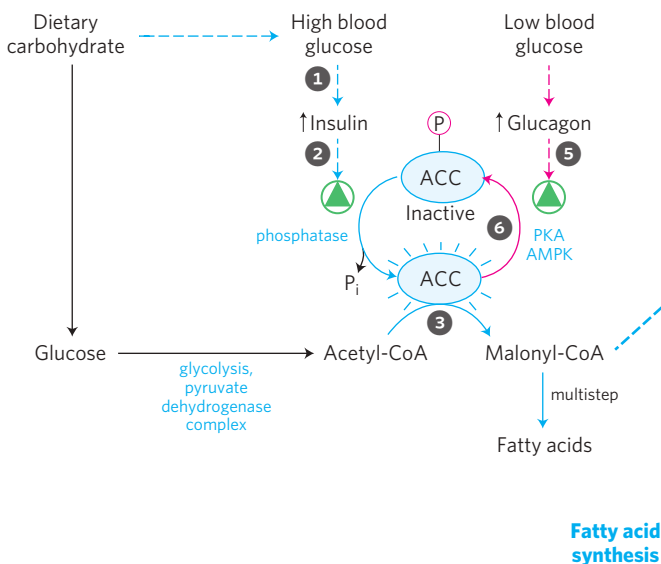 Dietary
carbohydrate
High blood
glucose
Low blood
glucose
1
↑Insulin
↑Glucagon
2
5
P
ACC
Inactive
phosphatase
6
PKA
AMPK
Pi
ACC
3
Glucose
Acetyl-CoA
Malonyl-CoA
glycolysis,
pyruvate
dehydrogenase
complex
multistep
Fatty acids
Fatty acid
synthesis